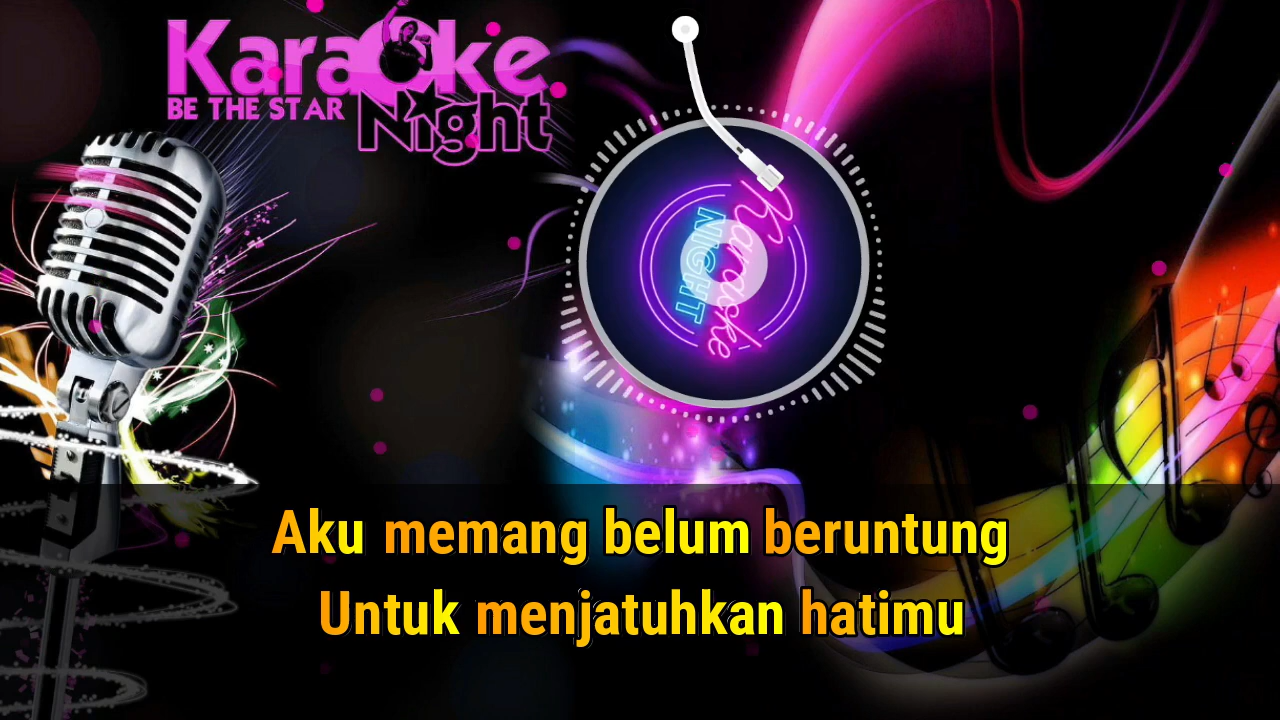 Karaoke
BE THE STAR
Night
Karaoke
NIGHT
Aku memang belum beruntung
Untuk menjatuhkan hatimu